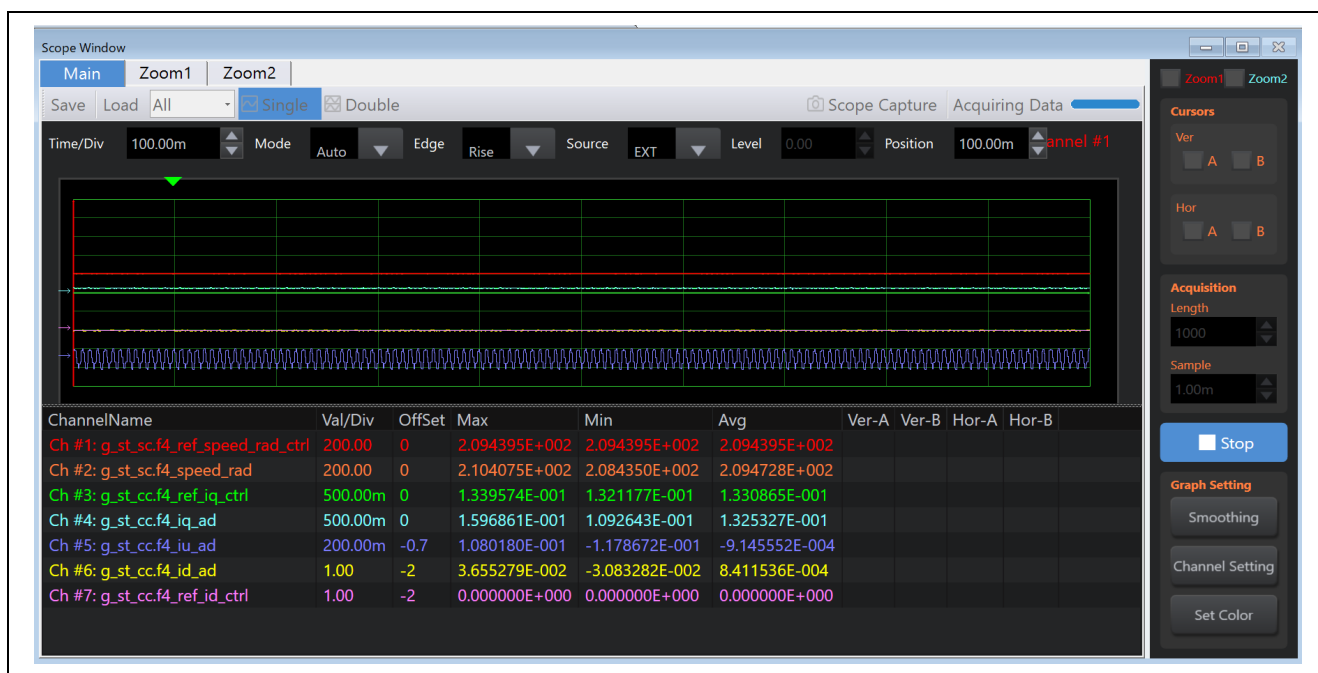 Scope Window
Main Zoom1 Zoom2
Save Load All Single Double Scope Capture Acquiring Data
Time/Div 100.00m Mode Auto Edge Rise Source EXT Level 0.00 Position 100.00m annel #1
ChannelName Val/Div OffSet Max Min Avg Ver-A Ver-B Hor-A Hor-B
Ch #1: g_st_sc.f4_ref_speed_rad_ctrl 200.00 0 2.094395E+002 2.094395E+002 2.094395E+002
Ch #2: g_st_sc.f4_speed_rad 200.00 0 2.104075E+002 2.084350E+002 2.094728E+002
Ch #3: g_st_cc.f4_ref_iq_ctrl 500.00m 0 1.339574E-001 1.321177E-001 1.330865E-001
Ch #4: g_st_cc.f4_iq_ad 500.00m 0 1.596861E-001 1.092643E-001 1.325327E-001
Ch #5: g_st_cc.f4_iu_ad 200.00m -0.7 1.080180E-001 -1.178672E-001 -9.145552E-004
Ch #6: g_st_cc.f4_id_ad 1.00 -2 3.655279E-002 -3.083282E-002 8.411536E-004
Ch #7: g_st_cc.f4_ref_id_ctrl 1.00 -2 0.000000E+000 0.000000E+000 0.000000E+000
Zoom1 Zoom2
Cursors
Ver
A B
Hor
A B
Acquisition
Length
1000
Sample
1.00m
Stop
Graph Setting
Smoothing
Channel Setting
Set Color